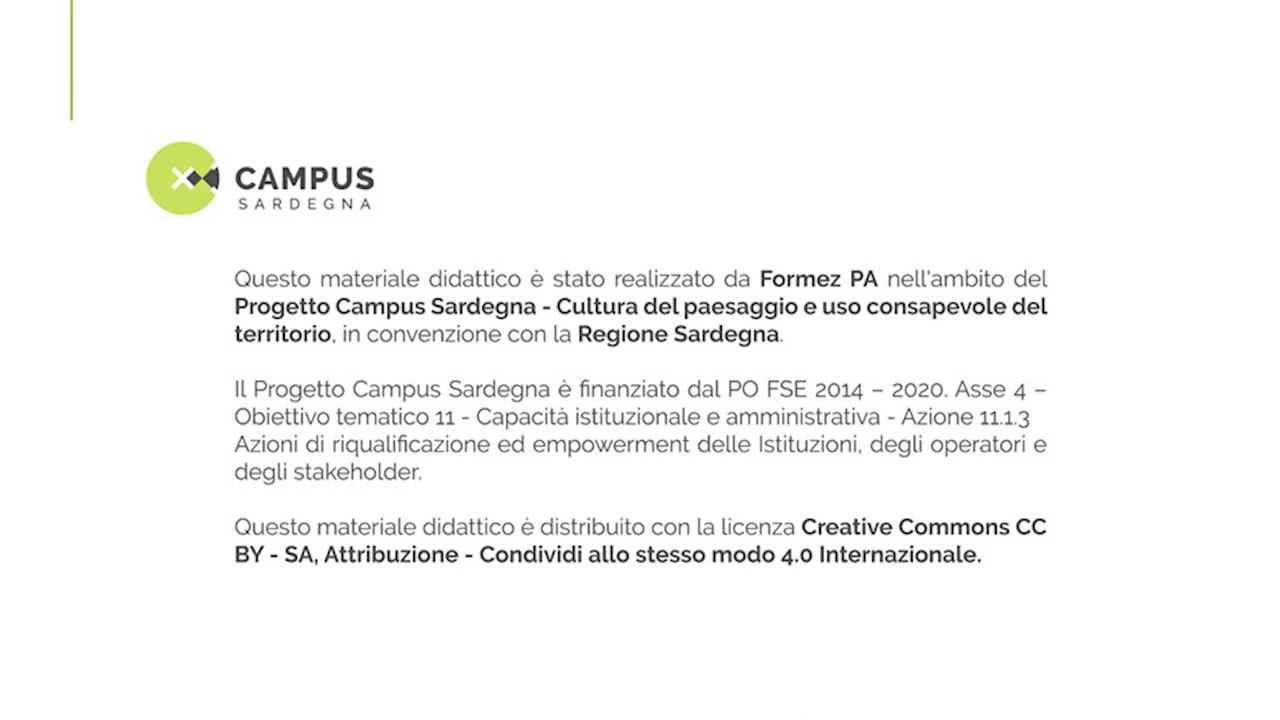 CAMPUS
SARDEGNA
Questo materiale didattico è stato realizzato da Formez PA nell'ambito del
Progetto Campus Sardegna - Cultura del paesaggio e uso consapevole del
territorio, in convenzione con la Regione Sardegna.
Il Progetto Campus Sardegna è finanziato dal PO FSE 2014 – 2020. Asse 4 –
Obiettivo tematico 11 - Capacità istituzionale e amministrativa - Azione 11.1.3
Azioni di riqualificazione ed empowerment delle Istituzioni, degli operatori e
degli stakeholder.
Questo materiale didattico è distribuito con la licenza Creative Commons CC
BY - SA, Attribuzione - Condividi allo stesso modo 4.0 Internazionale.